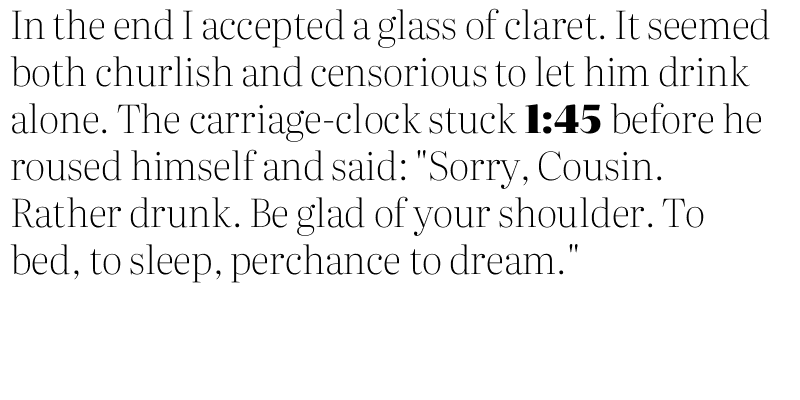 In the end I accepted a glass of claret. It seemed
both churlish and censorious to let him drink
alone. The carriage-clock stuck 1:45 before he
roused himself and said: "Sorry, Cousin.
Rather drunk. Be glad of your shoulder. To
bed, to sleep, perchance to dream."